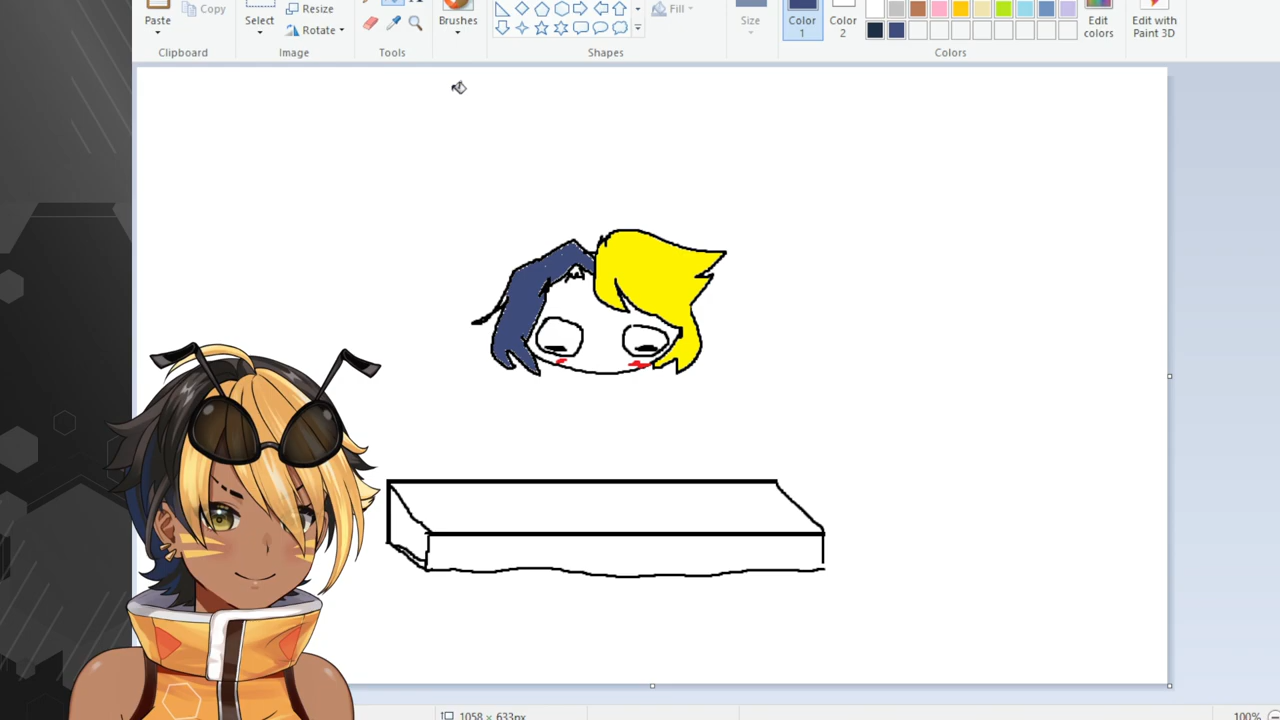 Paste
Copy
Select
Resize
Rotate
A
Brushes
Fill
Size
Color
1
Color
2
Edit
colors
Edit with
Paint 3D
Clipboard
Image
Tools
Shapes
Colors
1058 × 633px
100%